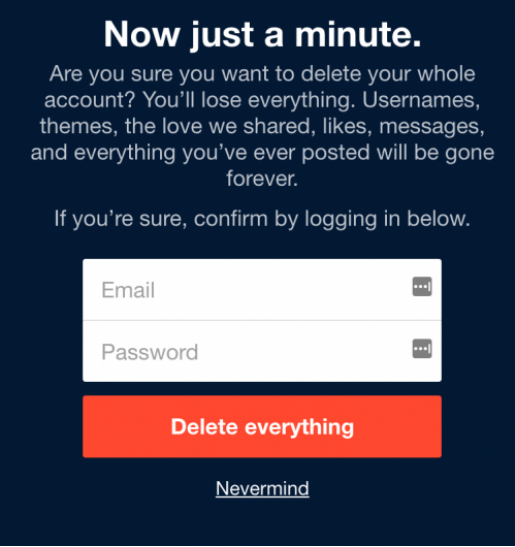 Now just a minute.
Are you sure you want to delete your whole
account? You’ll lose everything. Usernames,
themes, the love we shared, likes, messages,
and everything you’ve ever posted will be gone
forever.
If you’re sure, confirm by logging in below.
Email
Password
Delete everything
Nevermind